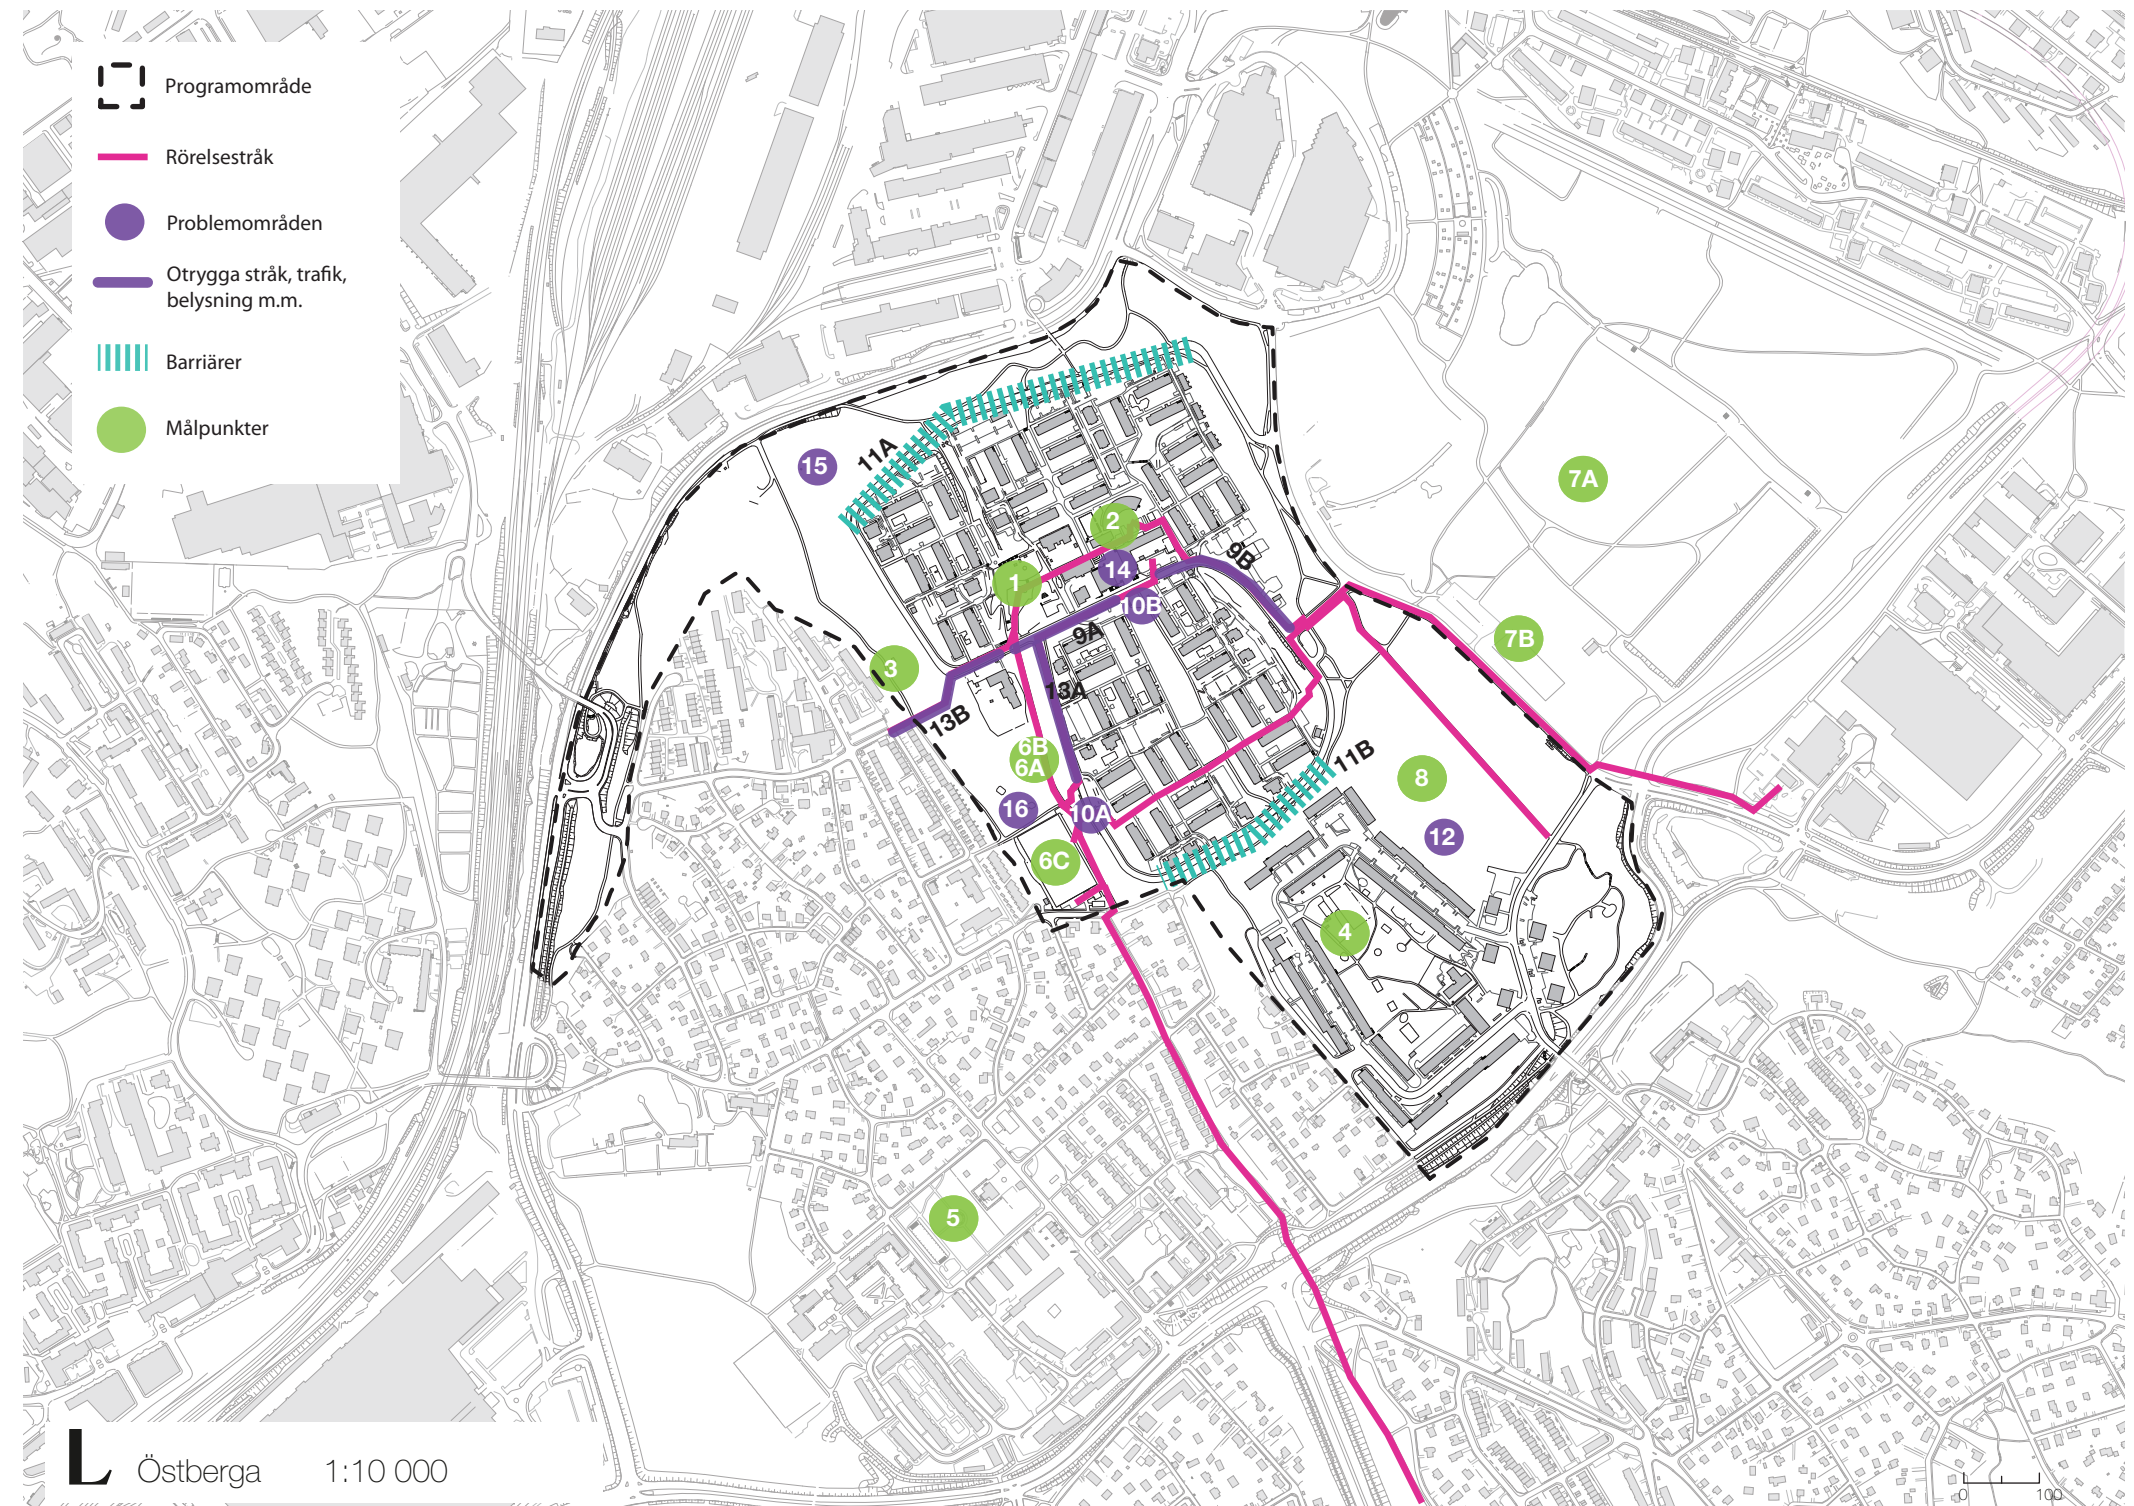 Programområde
Rörelsestråk
Problemområden
Otrygga stråk, trafik,
belysning m.m.
Barriärer
Målpunkter
15
11A
7A
2
9B
14
1
10B
9A
7B
3
13A
13B
6B
6A
11B
8
16
10A
12
6C
4
5
L Östberga 1:10 000
0 100